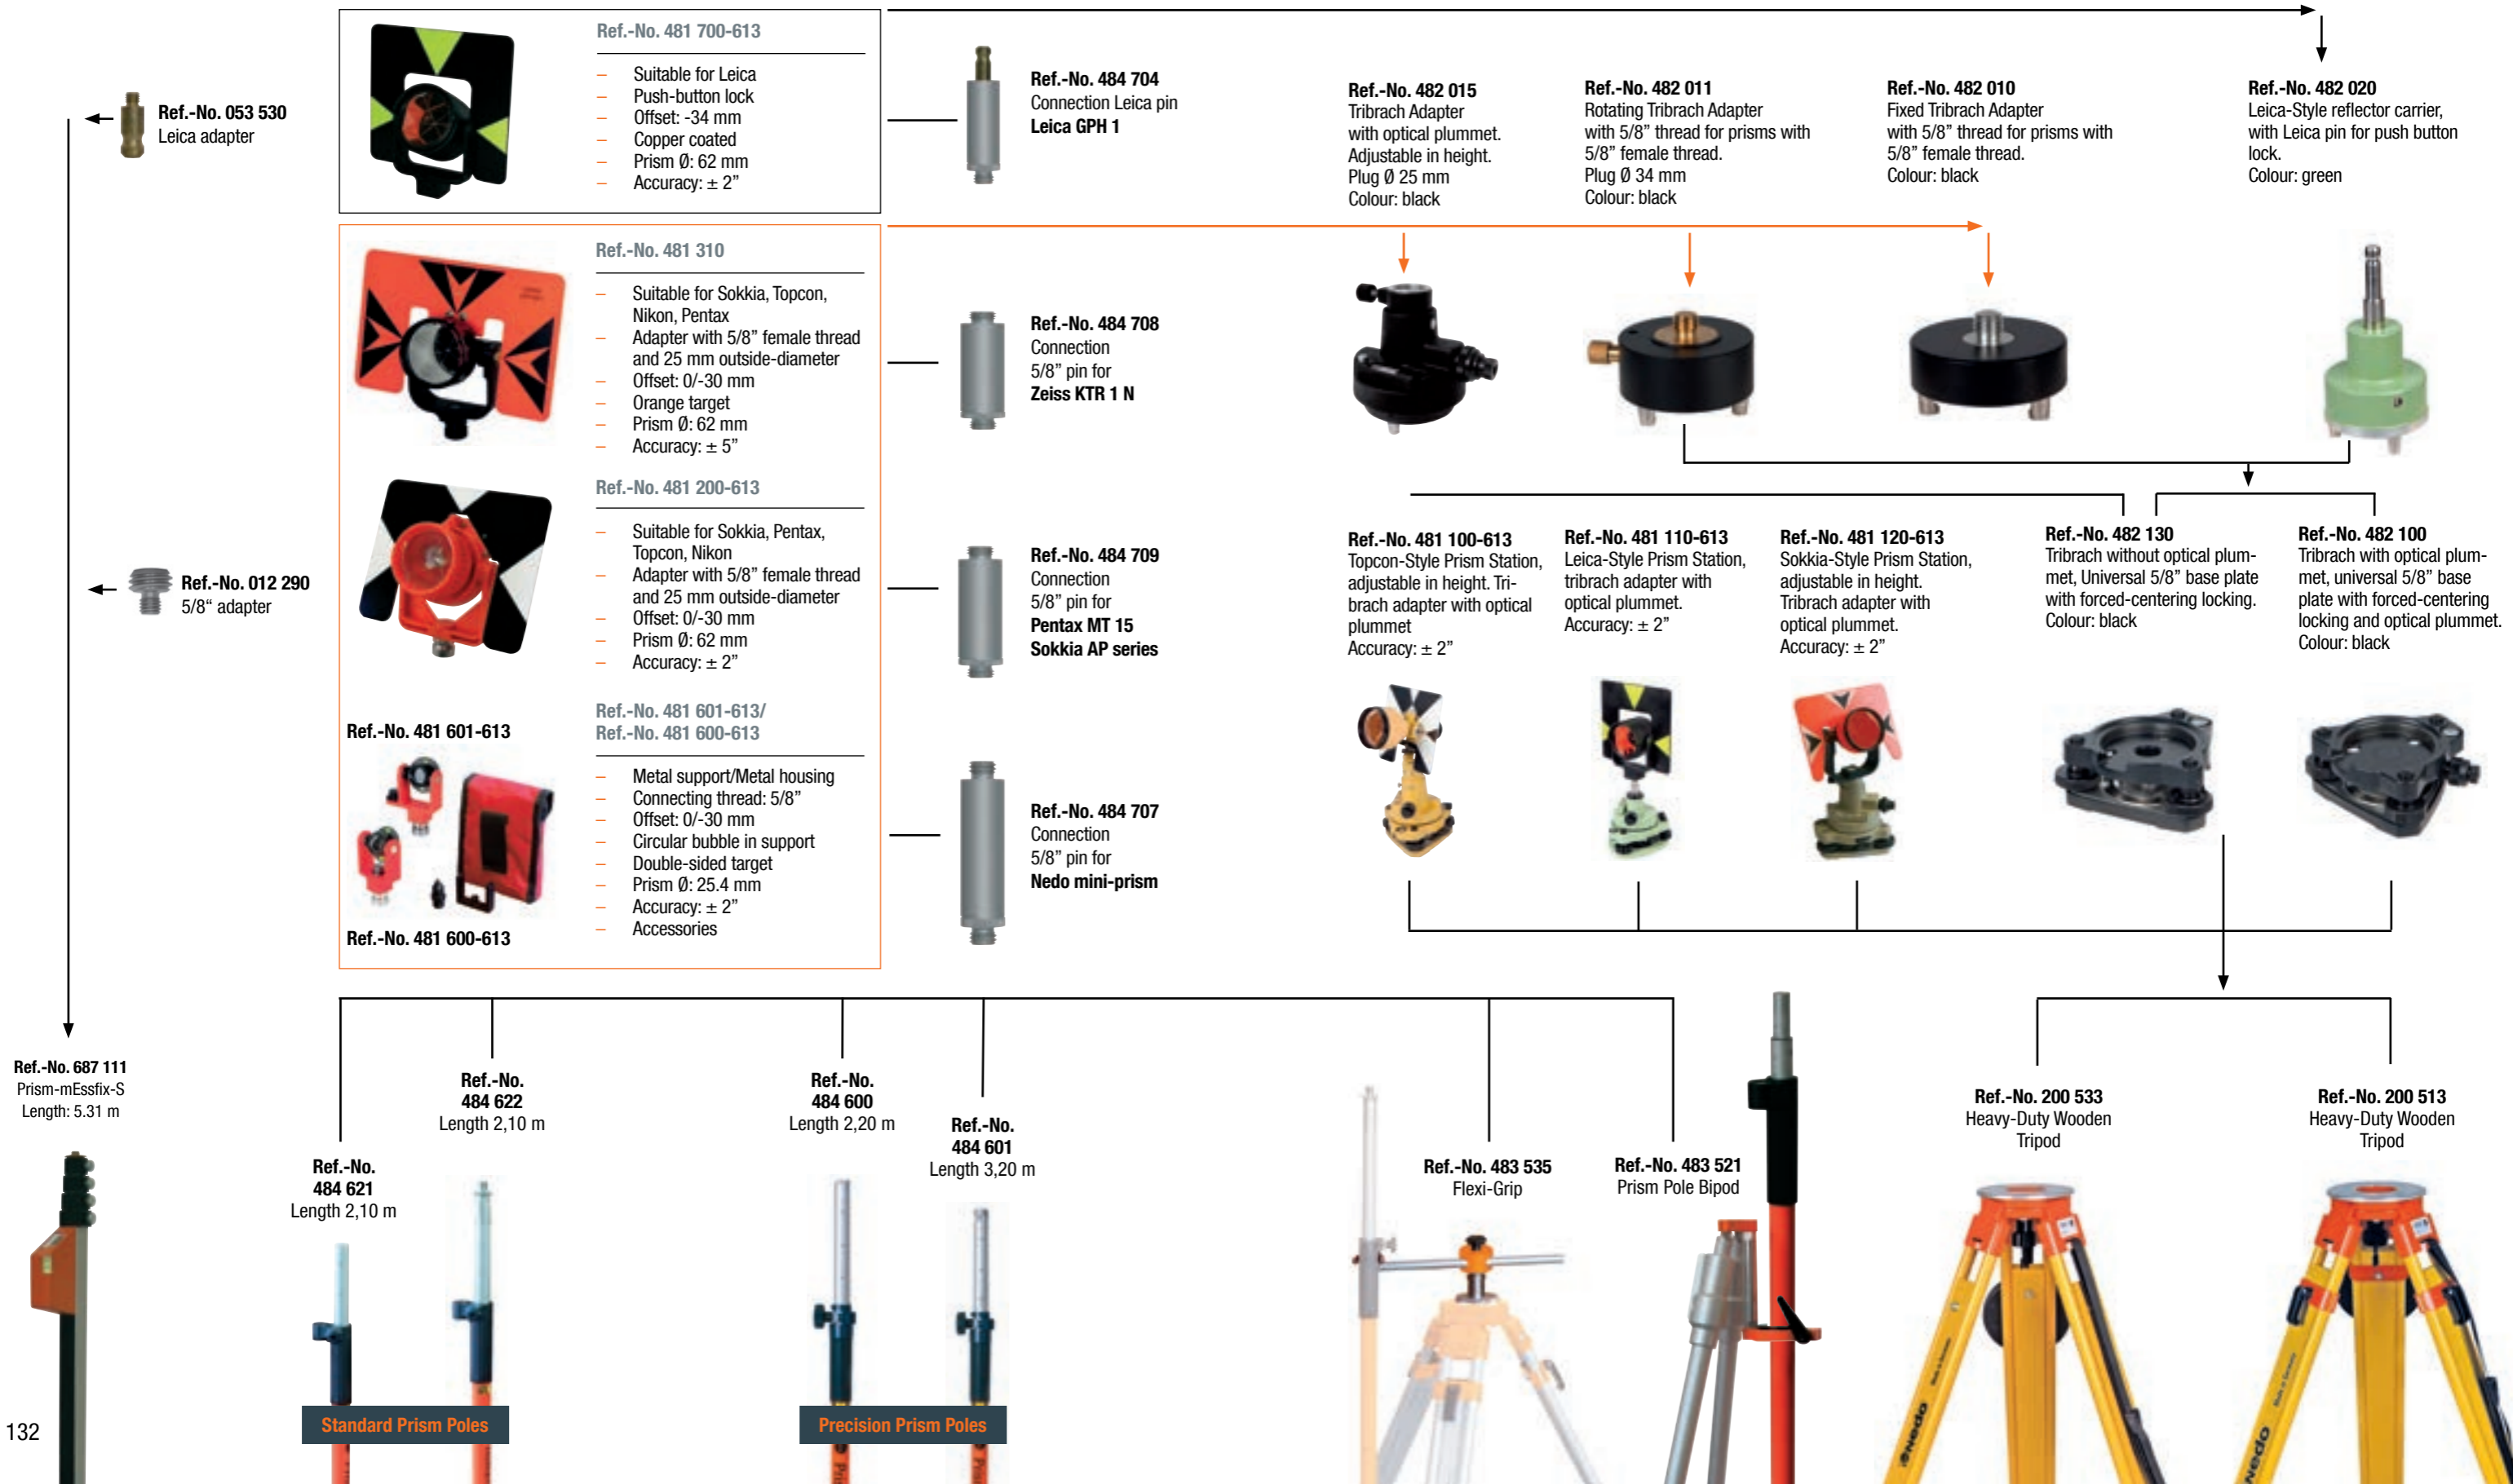 Ref.-No. 053 530
Leica adapter
Ref.-No. 012 290
5/8“ adapter
Ref.-No. 687 111
Prism-mEssfix-S
Length: 5.31 m
Ref.-No. 481 700-613
– Suitable for Leica
– Push-button lock
– Offset: -34 mm
– Copper coated
– Prism Ø: 62 mm
– Accuracy: ± 2”
Ref.-No. 481 310
– Suitable for Sokkia, Topcon,
Nikon, Pentax
– Adapter with 5/8” female thread
and 25 mm outside-diameter
– Offset: 0/-30 mm
– Orange target
– Prism Ø: 62 mm
– Accuracy: ± 5”
Ref.-No. 481 200-613
– Suitable for Sokkia, Pentax,
Topcon, Nikon
– Adapter with 5/8” female thread
and 25 mm outside-diameter
– Offset: 0/-30 mm
– Prism Ø: 62 mm
– Accuracy: ± 2”
Ref.-No. 481 601-613
Ref.-No. 481 600-613
Ref.-No. 481 601-613/
Ref.-No. 481 600-613
– Metal support/Metal housing
– Connecting thread: 5/8”
– Offset: 0/-30 mm
– Circular bubble in support
– Double-sided target
– Prism Ø: 25.4 mm
– Accuracy: ± 2”
– Accessories
Ref.-No. 484 704
Connection Leica pin
Leica GPH 1
Ref.-No. 484 708
Connection
5/8” pin for
Zeiss KTR 1 N
Ref.-No. 484 709
Connection
5/8” pin for
Pentax MT 15
Sokkia AP series
Ref.-No. 484 707
Connection
5/8” pin for
Nedo mini-prism
Ref.-No. 482 015
Tribrach Adapter
with optical plummet.
Adjustable in height.
Plug Ø 25 mm
Colour: black
Ref.-No. 482 011
Rotating Tribrach Adapter
with 5/8” thread for prisms with
5/8” female thread.
Plug Ø 34 mm
Colour: black
Ref.-No. 482 010
Fixed Tribrach Adapter
with 5/8” thread for prisms with
5/8” female thread.
Colour: black
Ref.-No. 482 020
Leica-Style reflector carrier,
with Leica pin for push button
lock.
Colour: green
Ref.-No. 481 100-613
Topcon-Style Prism Station,
adjustable in height. Tri-
brach adapter with optical
plummet
Accuracy: ± 2”
Ref.-No. 481 110-613
Leica-Style Prism Station,
tribrach adapter with
optical plummet.
Accuracy: ± 2”
Ref.-No. 481 120-613
Sokkia-Style Prism Station,
adjustable in height.
Tribrach adapter with
optical plummet.
Accuracy: ± 2”
Ref.-No. 482 130
Tribrach without optical plum-
met, Universal 5/8” base plate
with forced-centering locking.
Colour: black
Ref.-No. 482 100
Tribrach with optical plum-
met, universal 5/8” base
plate with forced-centering
locking and optical plummet.
Colour: black
Ref.-No.
484 621
Length 2,10 m
Ref.-No.
484 622
Length 2,10 m
Ref.-No.
484 600
Length 2,20 m
Ref.-No.
484 601
Length 3,20 m
Ref.-No. 483 535
Flexi-Grip
Ref.-No. 483 521
Prism Pole Bipod
Ref.-No. 200 533
Heavy-Duty Wooden
Tripod
Ref.-No. 200 513
Heavy-Duty Wooden
Tripod
Standard Prism Poles
Precision Prism Poles
Nedo
Nedo
132